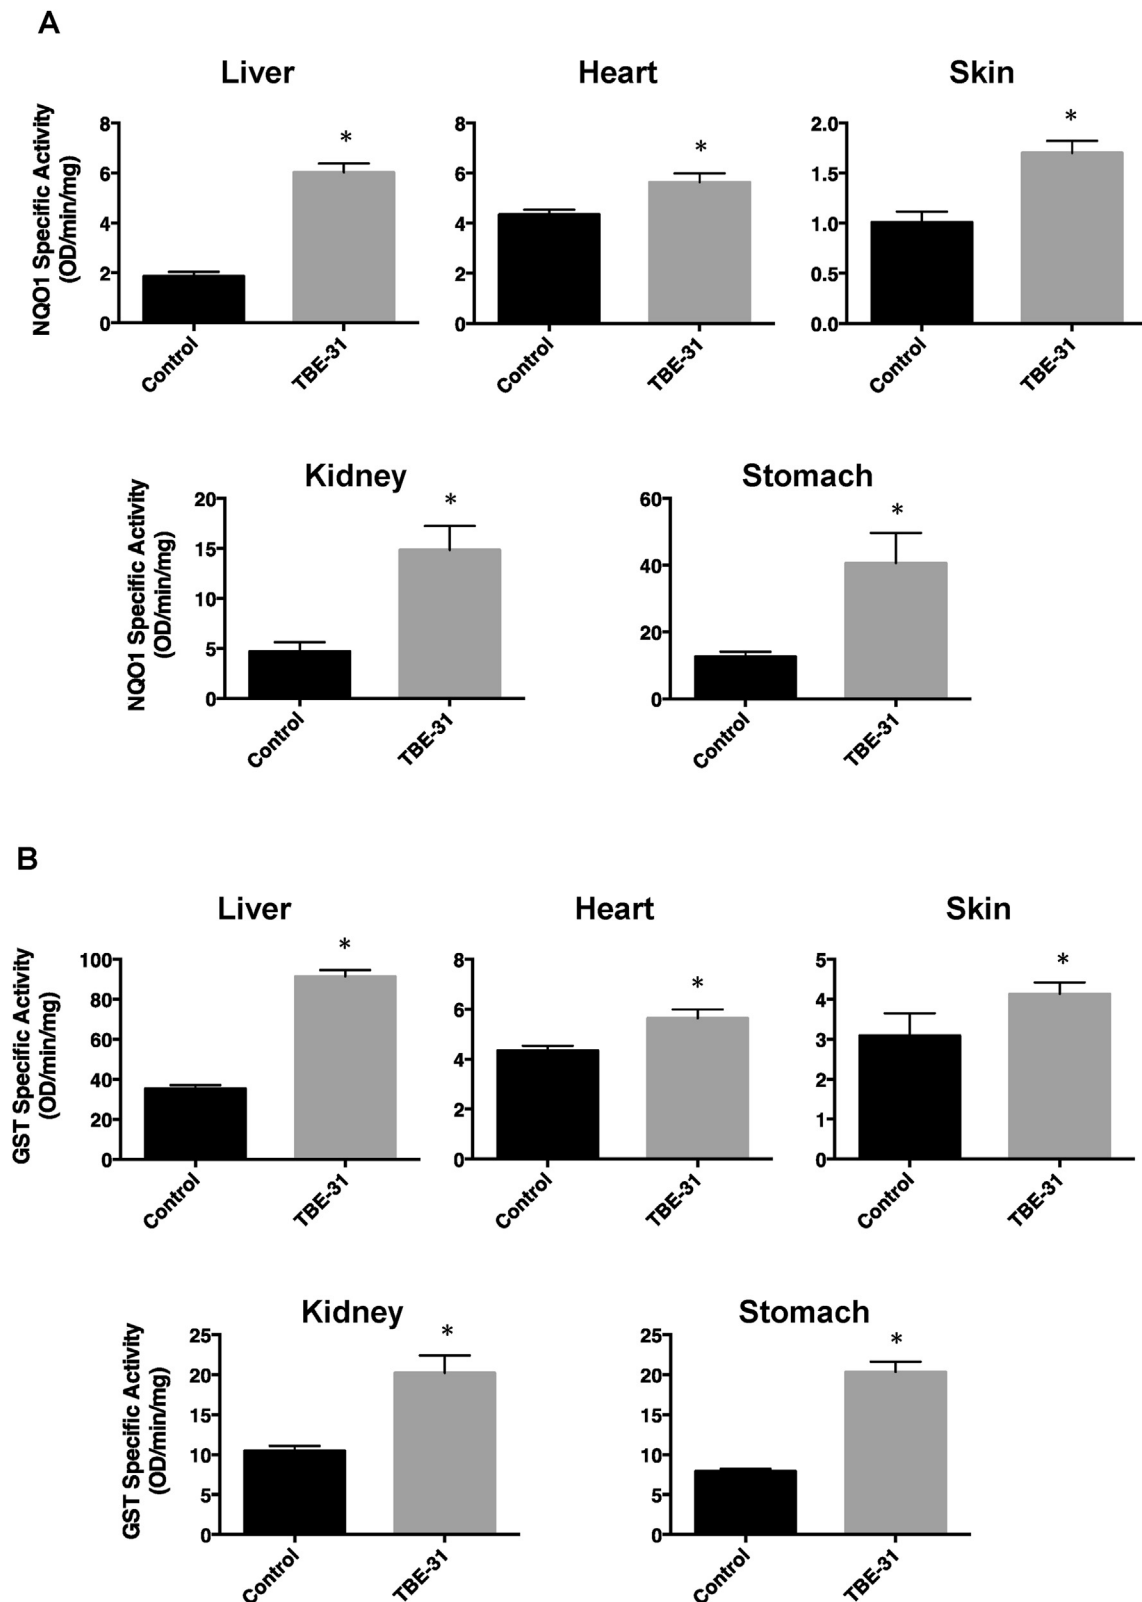 A
Liver Heart Skin
NQO1 Specific Activity
(OD/min/mg)
8 8 2.0
6 6 1.5
4 4 1.0
2 2 0.5
0 0 0.0
* * *
Control TBE-31 Control TBE-31 Control TBE-31
Kidney Stomach
NQO1 Specific Activity
(OD/min/mg)
20 60
15 40
10 20
5 0
0
* *
Control TBE-31 Control TBE-31
B
Liver Heart Skin
GST Specific Activity
(OD/min/mg)
100 8 5
80 6 4
60 4 3
40 2 2
20 0 1
0 0
* * *
Control TBE-31 Control TBE-31 Control TBE-31
Kidney Stomach
GST Specific Activity
(OD/min/mg)
25 25
20 20
15 15
10 10
5 5
0 0
* *
Control TBE-31 Control TBE-31